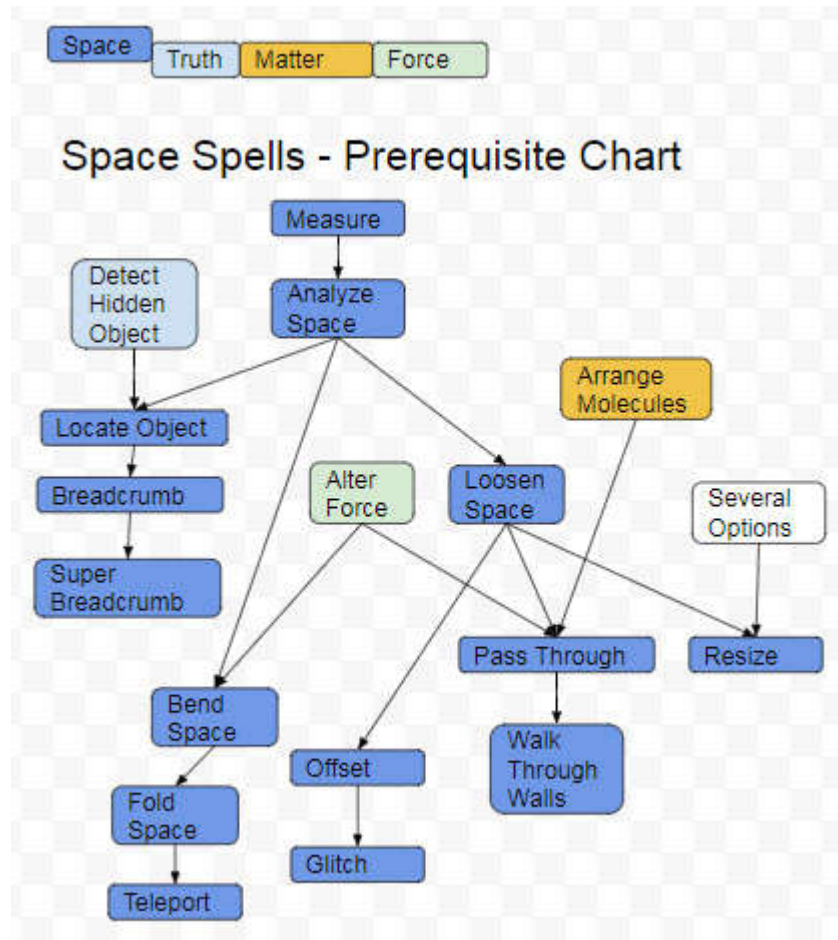 Space
Truth
Matter
Force
Space Spells - Prerequisite Chart
Measure
Detect
Hidden
Object
Analyze
Space
Arrange
Molecules
Locate Object
Alter
Force
Loosen
Space
Breadcrumb
Several
Options
Super
Breadcrumb
Pass Through
Resize
Bend
Space
Walk
Through
Walls
Offset
Fold
Space
Glitch
Teleport